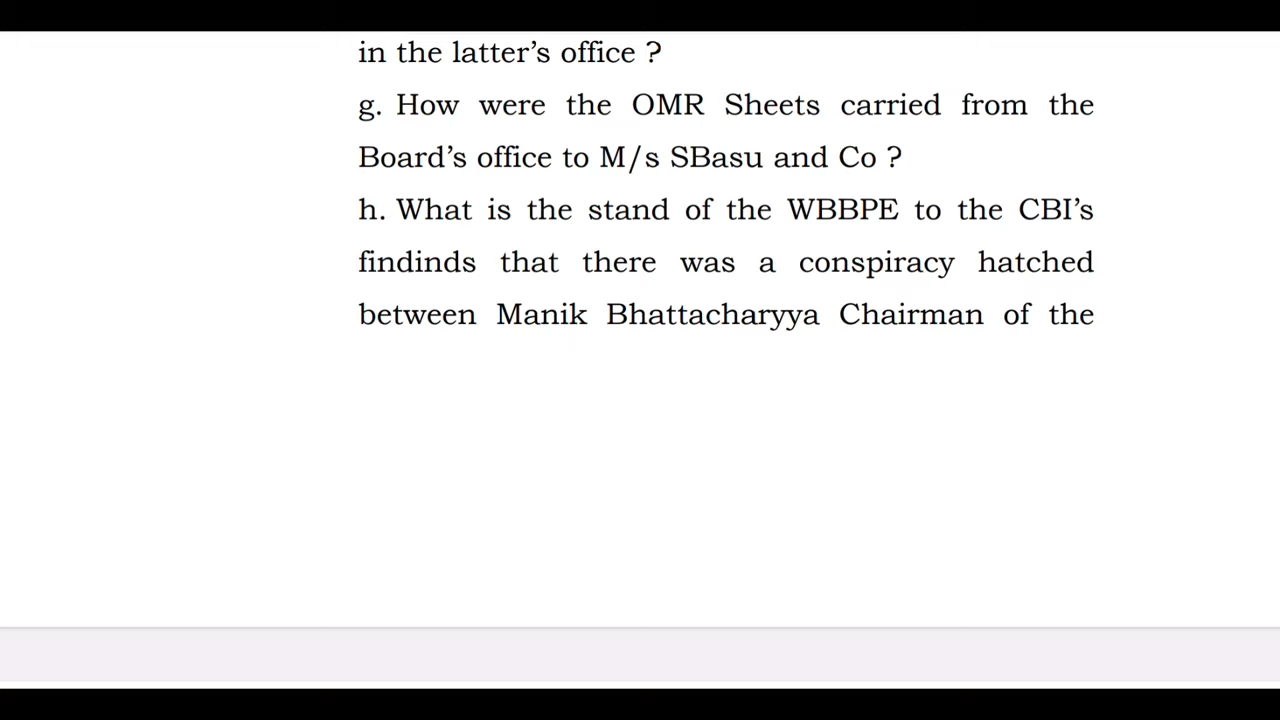 in the latter’s office ?
g. How were the OMR Sheets carried from the
Board’s office to M/s SBasu and Co ?
h. What is the stand of the WBBPE to the CBI’s
findinds that there was a conspiracy hatched
between Manik Bhattacharyya Chairman of the